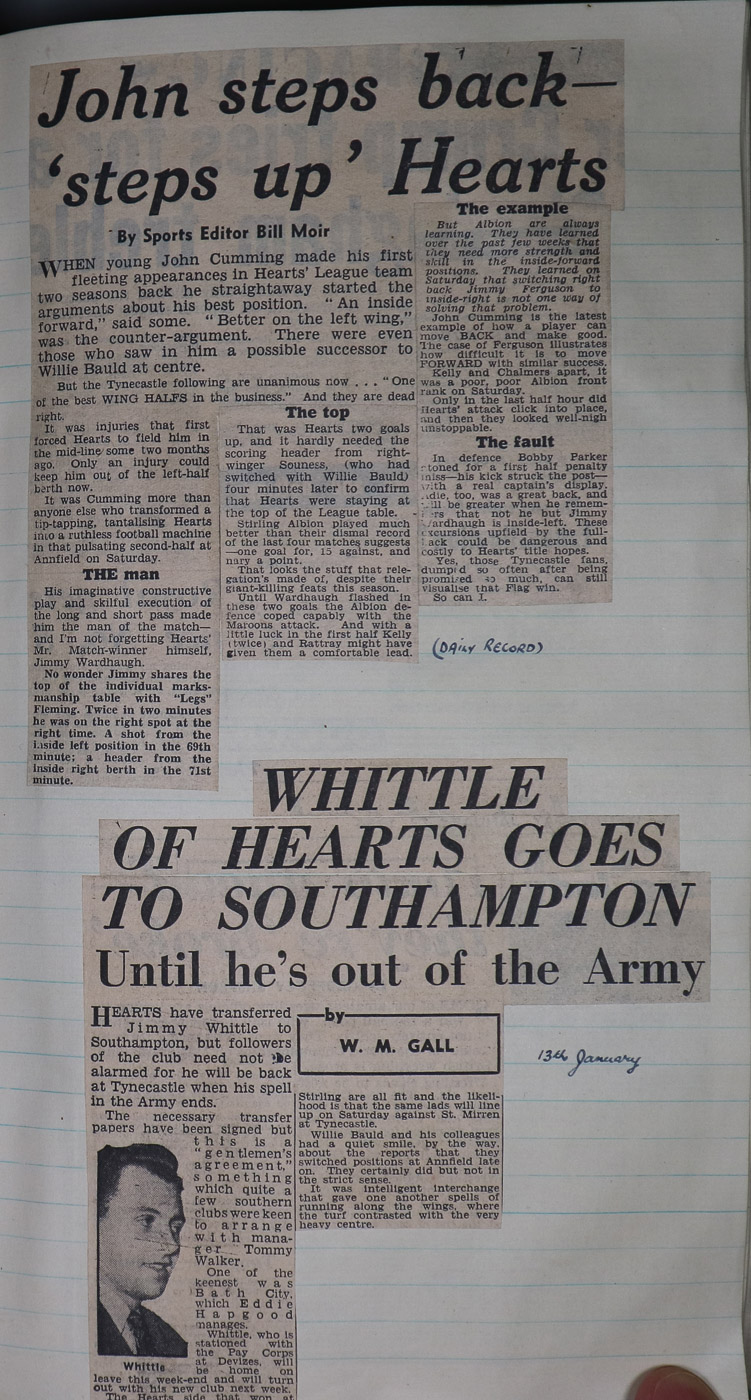 John steps back—
‘steps up’ Hearts
By Sports Editor Bill Moir
WHEN young John Cumming made his first
fleeting appearances in Hearts' League team
two seasons back he straightaway started the
arguments about his best position. “An inside
forward,” said some. “Better on the left wing,”
was the counter-argument. There were even
those who saw in him a possible successor to
Willie Bauld at centre.
But the Tynecastle following are unanimous now . . . “One
of the best WING HALFS in the business.” And they are dead
right.
It was injuries that first
forced Hearts to field him in
the mid-line some two months
ago. Only an injury could
keep him out of the left-half
berth now.
It was Cumming more than
anyone else who transformed a
tip-tapping, tantalising Hearts
into a ruthless football machine
in that pulsating second-half at
Annfield on Saturday.
THE man
His imaginative constructive
play and skilful execution of
the long and short pass made
him the man of the match—
and I'm not forgetting Hearts'
Mr. Match-winner himself,
Jimmy Wardhaugh.
No wonder Jimmy shares the
top of the individual marks-
manship table with “Legs”
Fleming. Twice in two minutes
he was on the right spot at the
right time. A shot from the
inside left position in the 69th
minute; a header from the
inside right berth in the 71st
minute.
The top
That was Hearts two goals
up, and it hardly needed the
scoring header from right-
winger Souness, (who had
switched with Willie Bauld)
four minutes later to confirm
that Hearts were staying at
the top of the League table.
Stirling Albion played much
better than their dismal record
of the last four matches suggests
—one goal for, 15 against, and
nary a point.
That looks the stuff that rele-
gation's made of, despite their
giant-killing feats this season.
Until Wardhaugh flashed in
these two goals the Albion de-
fence coped capably with the
Maroons attack. And with a
little luck in the first half Kelly
(twice) and Rattray might have
given them a comfortable lead.
The example
But Albion are always
learning. They have learned
over the past few weeks that
they need more strength and
skill in the inside-forward
positions. They learned on
Saturday that switching right
back Jimmy Ferguson to
inside-right is not one way of
solving that problem.
John Cumming is the latest
example of how a player can
move BACK and make good.
The case of Ferguson illustrates
how difficult it is to move
FORWARD with similar success.
Kelly and Chalmers apart, it
was a poor, poor Albion front
rank on Saturday.
Only in the last half hour did
Hearts' attack click into place,
and then they looked well-nigh
unstoppable.
The fault
In defence Bobby Parker
atoned for a first half penalty
miss—his kick struck the post—
with a real captain's display.
too, was a great back, and
will be greater when he remem-
that not he but Jimmy
Wardhaugh is inside-left. These
excursions upfield by the full-
back could be dangerous and
costly to Hearts' title hopes.
Yes, those Tynecastle fans,
dumped so often after being
promised so much, can still
visualise that Flag win.
So can I.
(DAILY RECORD)
WHITTLE
OF HEARTS GOES
TO SOUTHAMPTON
Until he's out of the Army
by
W. M. GALL
13th January
HEARTS have transferred
Jimmy Whittle to
Southampton, but followers
of the club need not be
alarmed for he will be back
at Tynecastle when his spell
in the Army ends.
The necessary transfer
papers have been signed but
this is a
“gentlemen's
agreement,”
something
which quite a
few southern
clubs were keen
to arrange
with mana-
ger Tommy
Walker.
One of the
keenest was
Bath City,
which Eddie
Hapgood
manages.
Whittle, who is
stationed with
the Pay Corps
at Devizes, will
be home on
leave this week-end and will turn
out with his new club next week.
The Hearts side that won at
Whittle
Stirling are all fit and the likeli-
hood is that the same lads will line
up on Saturday against St. Mirren
at Tynecastle.
Willie Bauld and his colleagues
had a quiet smile, by the way,
about the reports that they
switched positions at Annfield late
on. They certainly did but not in
the strict sense.
It was intelligent interchange
that gave one another spells of
running along the wings, where
the turf contrasted with the very
heavy centre.